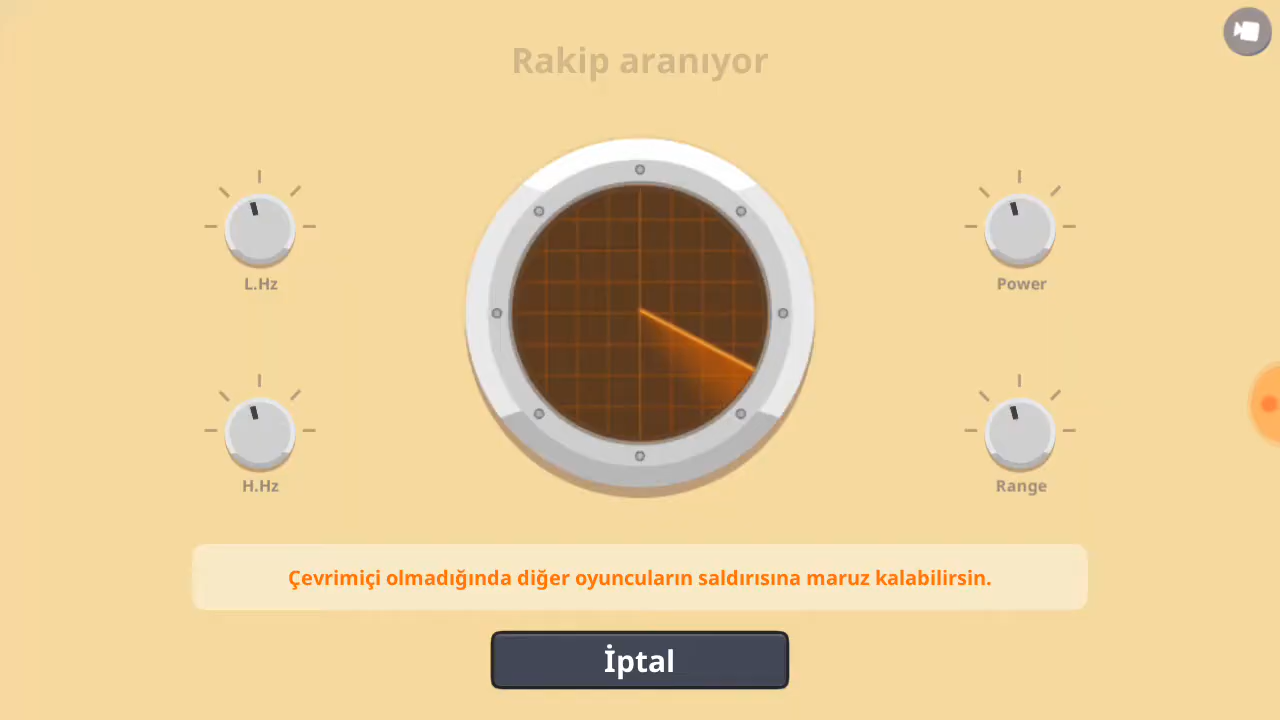 Rakip aranıyor
L.Hz
Power
H.Hz
Range
Çevrimiçi olmadığında diğer oyuncuların saldırısına maruz kalabilirsin.
İptal